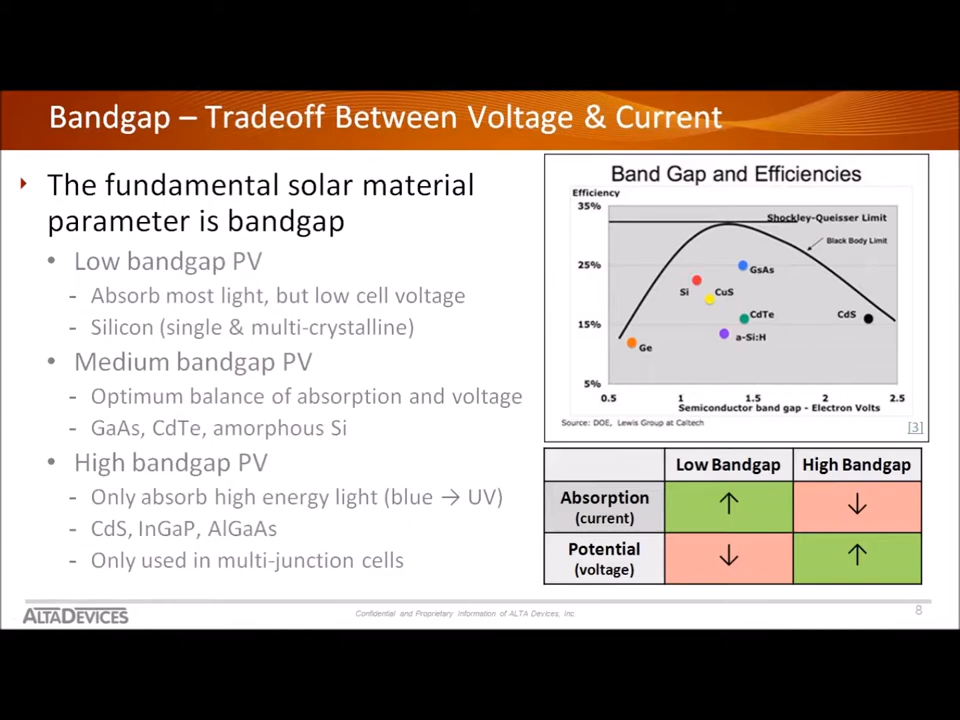 Bandgap – Tradeoff Between Voltage & Current
The fundamental solar material
parameter is bandgap
• Low bandgap PV
- Absorb most light, but low cell voltage
- Silicon (single & multi-crystalline)
• Medium bandgap PV
- Optimum balance of absorption and voltage
- GaAs, CdTe, amorphous Si
• High bandgap PV
- Only absorb high energy light (blue → UV)
- CdS, InGaP, AlGaAs
- Only used in multi-junction cells
Band Gap and Efficiencies
Efficiency
35%
Shockley-Queisser Limit
Black Body Limit
25%
GsAs
Si
CuS
CdTe
CdS
15%
a-Si:H
Ge
5%
0.5 1 1.5 2 2.5
Semiconductor band gap - Electron Volts
Source: DOE, Lewis Group at Caltech
[3]
Low Bandgap High Bandgap
Absorption ↑ ↓
(current)
Potential ↓ ↑
(voltage)
ALTADEVICES
Confidential and Proprietary Information of ALTA Devices, Inc.
8